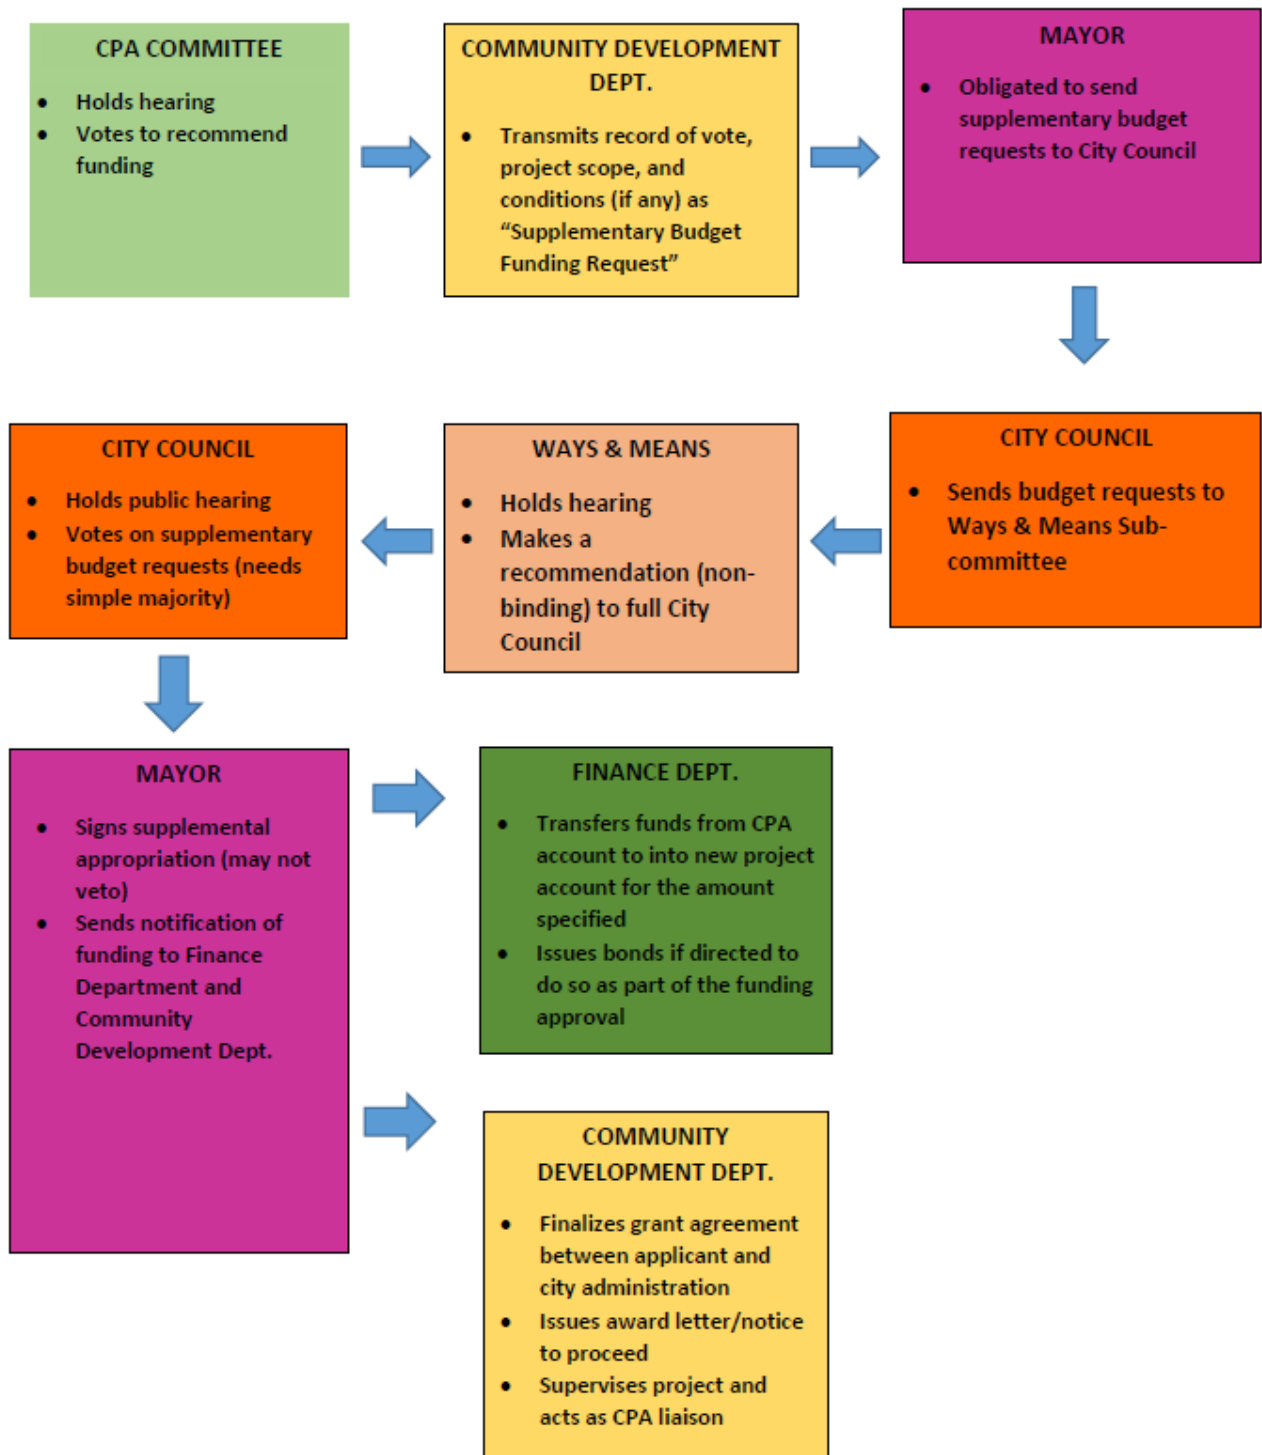 CPA COMMITTEE
• Holds hearing
• Votes to recommend
funding
COMMUNITY DEVELOPMENT
DEPT.
• Transmits record of vote,
project scope, and
conditions (if any) as
“Supplementary Budget
Funding Request”
MAYOR
• Obligated to send
supplementary budget
requests to City Council
CITY COUNCIL
• Sends budget requests to
Ways & Means Sub-
committee
WAYS & MEANS
• Holds hearing
• Makes a
recommendation (non-
binding) to full City
Council
CITY COUNCIL
• Holds public hearing
• Votes on supplementary
budget requests (needs
simple majority)
MAYOR
• Signs supplemental
appropriation (may not
veto)
• Sends notification of
funding to Finance
Department and
Community
Development Dept.
FINANCE DEPT.
• Transfers funds from CPA
account to into new project
account for the amount
specified
• Issues bonds if directed to
do so as part of the funding
approval
COMMUNITY
DEVELOPMENT DEPT.
• Finalizes grant agreement
between applicant and
city administration
• Issues award letter/notice
to proceed
• Supervises project and
acts as CPA liaison